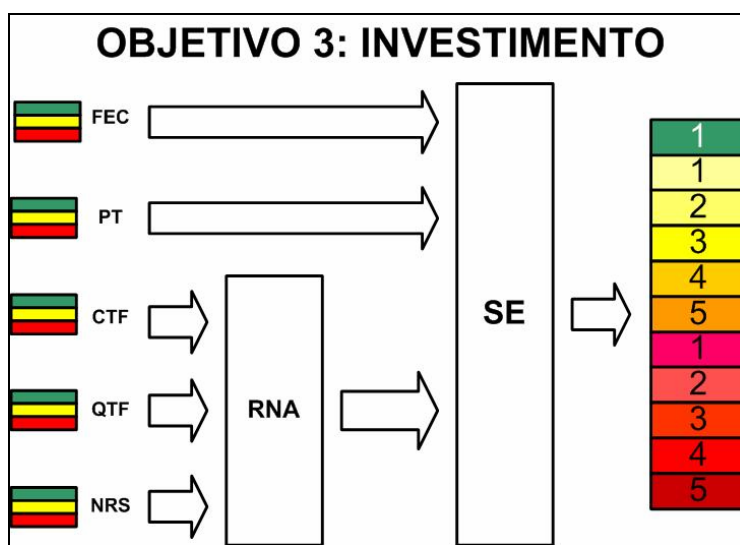 OBJETIVO 3: INVESTIMENTO
FEC
PT
CTF
QTF
NRS
RNA
SE
1
1
2
3
4
5
1
2
3
4
5